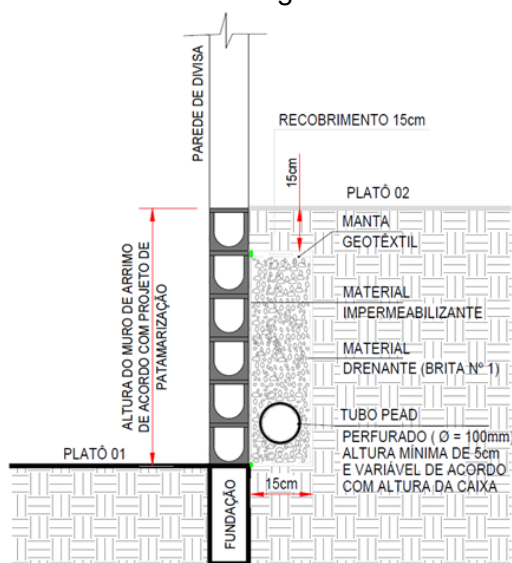 PAREDE DE DIVISA
RECOBRIMENTO 15cm
15cm
PLATÔ 02
MANTA
GEOTÊXTIL
ALTURA DO MURO DE ARRIMO
DE ACORDO COM PROJETO DE
PATAMARIZAÇÃO
MATERIAL
IMPERMEABILIZANTE
MATERIAL
DRENANTE (BRITA Nº 1)
TUBO PEAD
PERFURADO ( Ø = 100mm)
ALTURA MÍNIMA DE 5cm
E VARIÁVEL DE ACORDO
COM ALTURA DA CAIXA
PLATÔ 01
FUNDAÇÃO
15cm